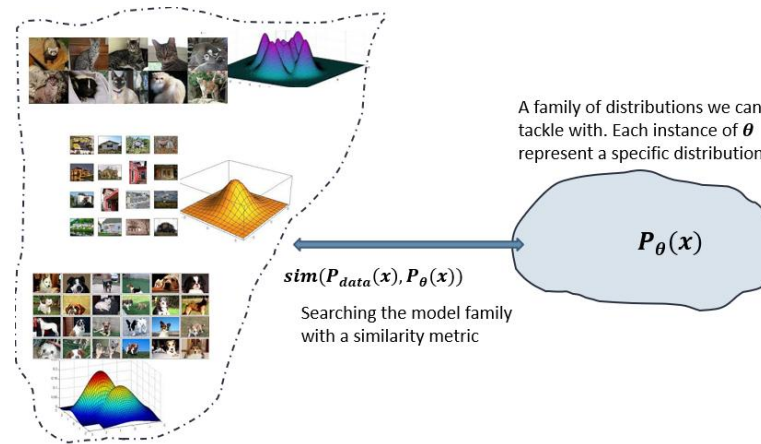 A family of distributions we can
tackle with. Each instance of θ
represent a specific distribution
P_θ(x)
sim(P_data(x), P_θ(x))
Searching the model family
with a similarity metric